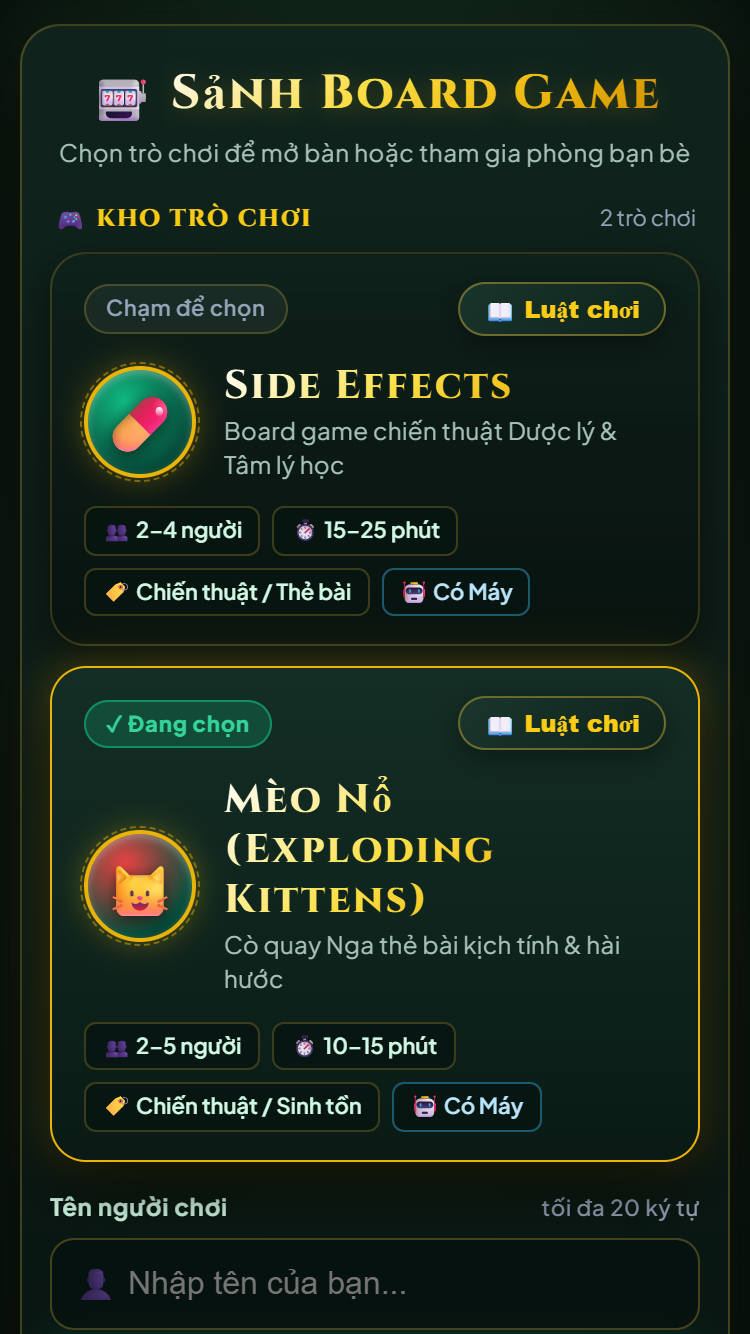 Sảnh Board Game
Chọn trò chơi để mở bàn hoặc tham gia phòng bạn bè
KHO TRÒ CHƠI
2 trò chơi
Chạm để chọn
Luật chơi
Side Effects
Board game chiến thuật Dược lý &
Tâm lý học
2–4 người
15–25 phút
Chiến thuật / Thẻ bài
Có Máy
✓ Đang chọn
Luật chơi
Mèo Nổ
(Exploding
Kittens)
Cò quay Nga thẻ bài kịch tính & hài
hước
2–5 người
10–15 phút
Chiến thuật / Sinh tồn
Có Máy
Tên người chơi
tối đa 20 ký tự
Nhập tên của bạn...